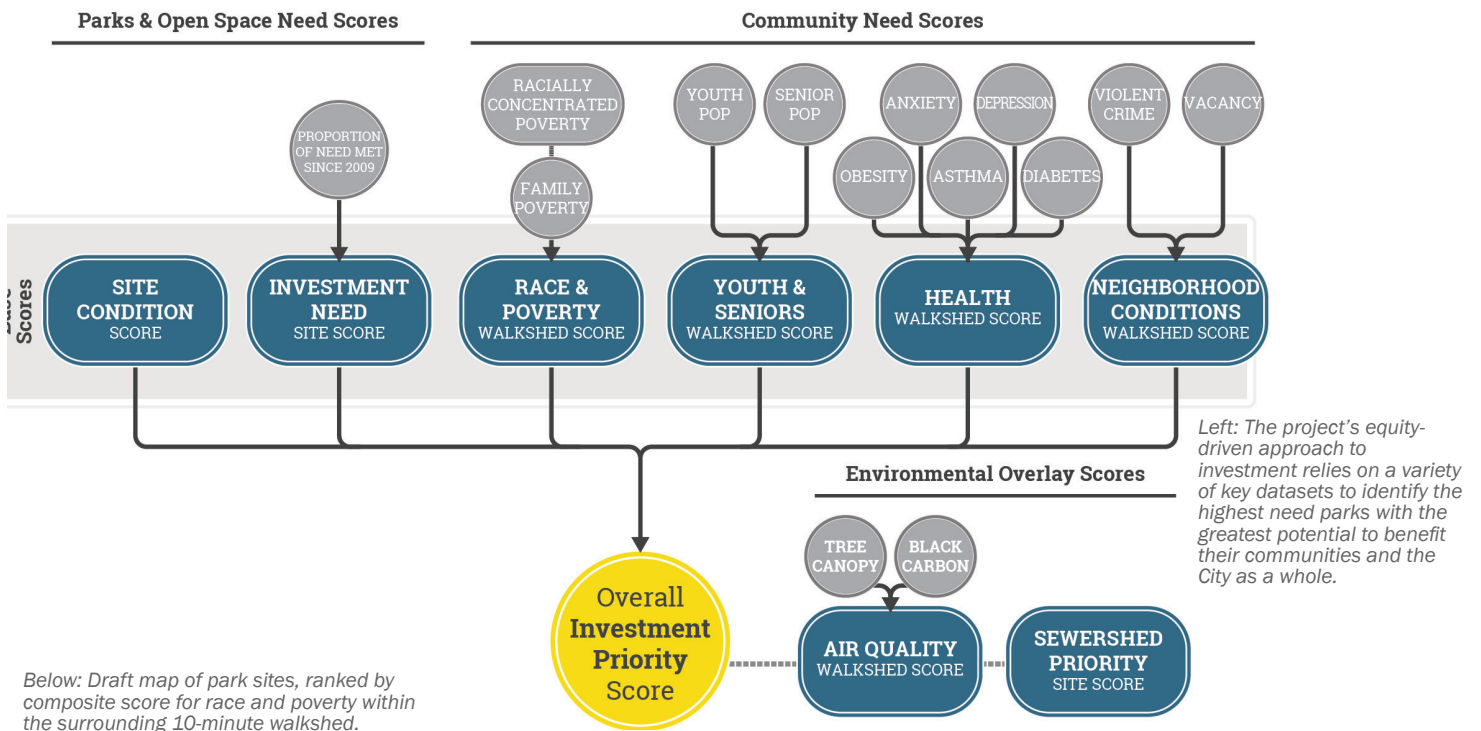 Parks & Open Space Need Scores
Community Need Scores
PROPORTION
OF NEED MET
SINCE 2009
RACIALLY
CONCENTRATED
POVERTY
FAMILY
POVERTY
YOUTH
POP
SENIOR
POP
ANXIETY
DEPRESSION
OBESITY
ASTHMA
DIABETES
VIOLENT
CRIME
VACANCY
Scores
SITE
CONDITION
SCORE
INVESTMENT
NEED
SITE SCORE
RACE &
POVERTY
WALKSHED SCORE
YOUTH &
SENIORS
WALKSHED SCORE
HEALTH
WALKSHED SCORE
NEIGHBORHOOD
CONDITIONS
WALKSHED SCORE
Left: The project's equity-
driven approach to
investment relies on a variety
of key datasets to identify the
highest need parks with the
greatest potential to benefit
their communities and the
City as a whole.
Environmental Overlay Scores
TREE
CANOPY
BLACK
CARBON
Overall
Investment
Priority
Score
AIR QUALITY
WALKSHED SCORE
SEWERSHED
PRIORITY
SITE SCORE
Below: Draft map of park sites, ranked by
composite score for race and poverty within
the surrounding 10-minute walkshed.